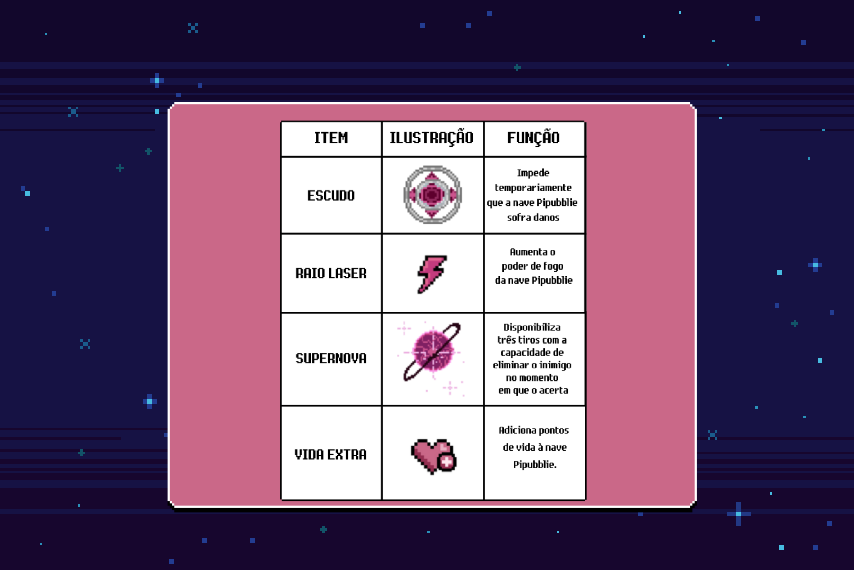 ITEM ILUSTRAÇÃO FUNÇÃO
ESCUDO
Impede
temporariamente
que a nave Pipubblie
sofra danos
RAIO LASER
Aumenta o
poder de fogo
da nave Pipubblie
SUPERNOVA
Disponibiliza
três tiros com a
capacidade de
eliminar o inimigo
no momento
em que o acerta
VIDA EXTRA
Adiciona pontos
de vida à nave
Pipubblie.